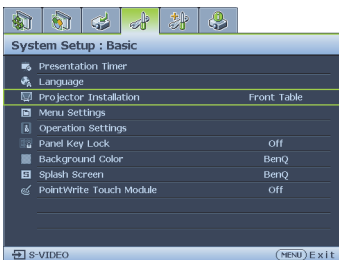 System Setup : Basic
Presentation Timer
Language
Projector Installation Front Table
Menu Settings
Operation Settings
Panel Key Lock Off
Background Color BenQ
Splash Screen BenQ
PointWrite Touch Module Off
S-VIDEO MENU Exit